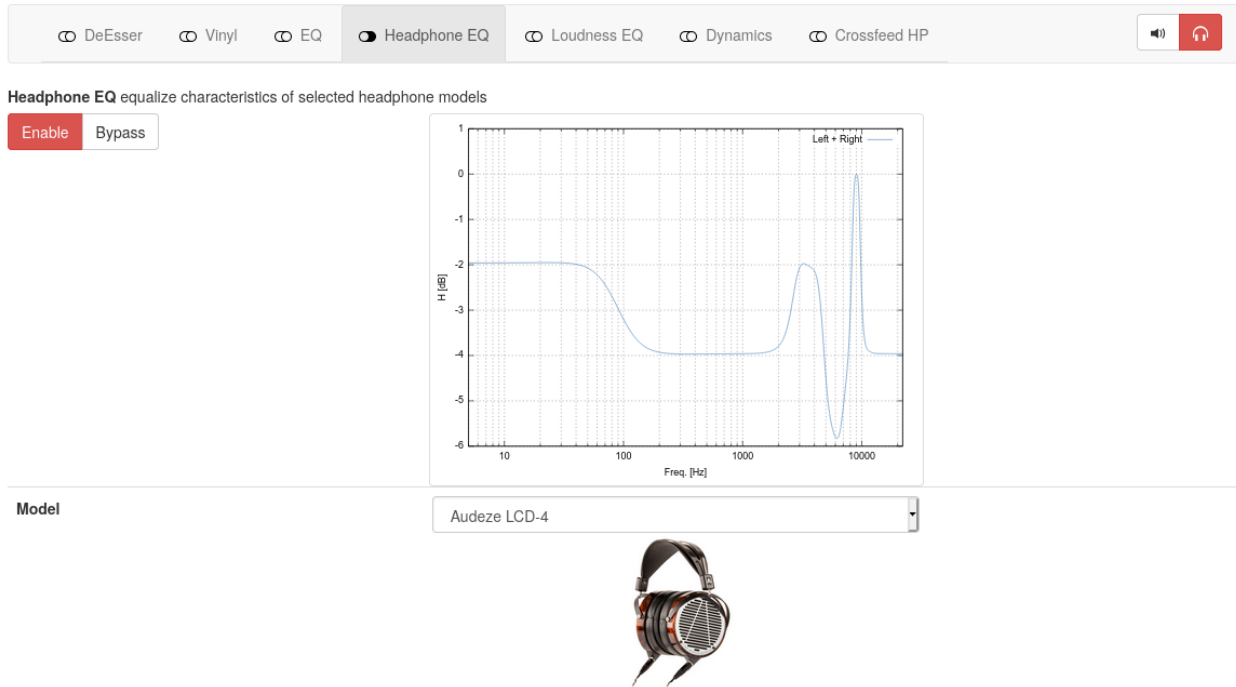 DeEsser Vinyl EQ Headphone EQ Loudness EQ Dynamics Crossfeed HP
Headphone EQ equalize characteristics of selected headphone models
Enable Bypass
Left + Right
1
0
-1
-2
-3
-4
-5
-6
H [dB]
10 100 1000 10000
Freq. [Hz]
Model
Audeze LCD-4